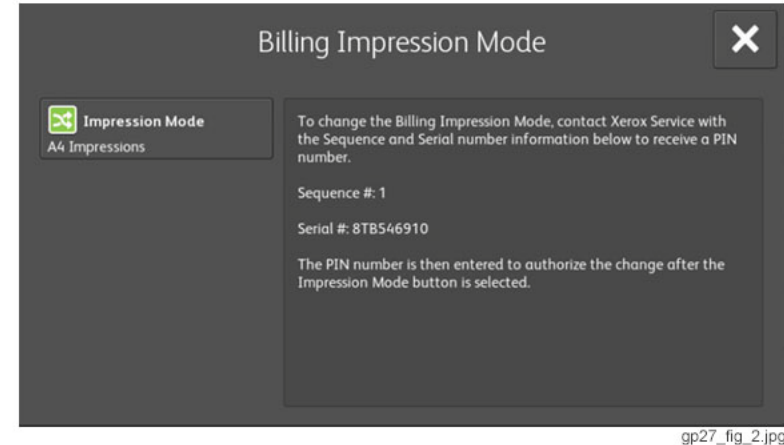 Billing Impression Mode
Impression Mode
A4 Impressions
To change the Billing Impression Mode, contact Xerox Service with
the Sequence and Serial number information below to receive a PIN
number.
Sequence #: 1
Serial #: 8TB546910
The PIN number is then entered to authorize the change after the
Impression Mode button is selected.
gp27_fig_2.jpg